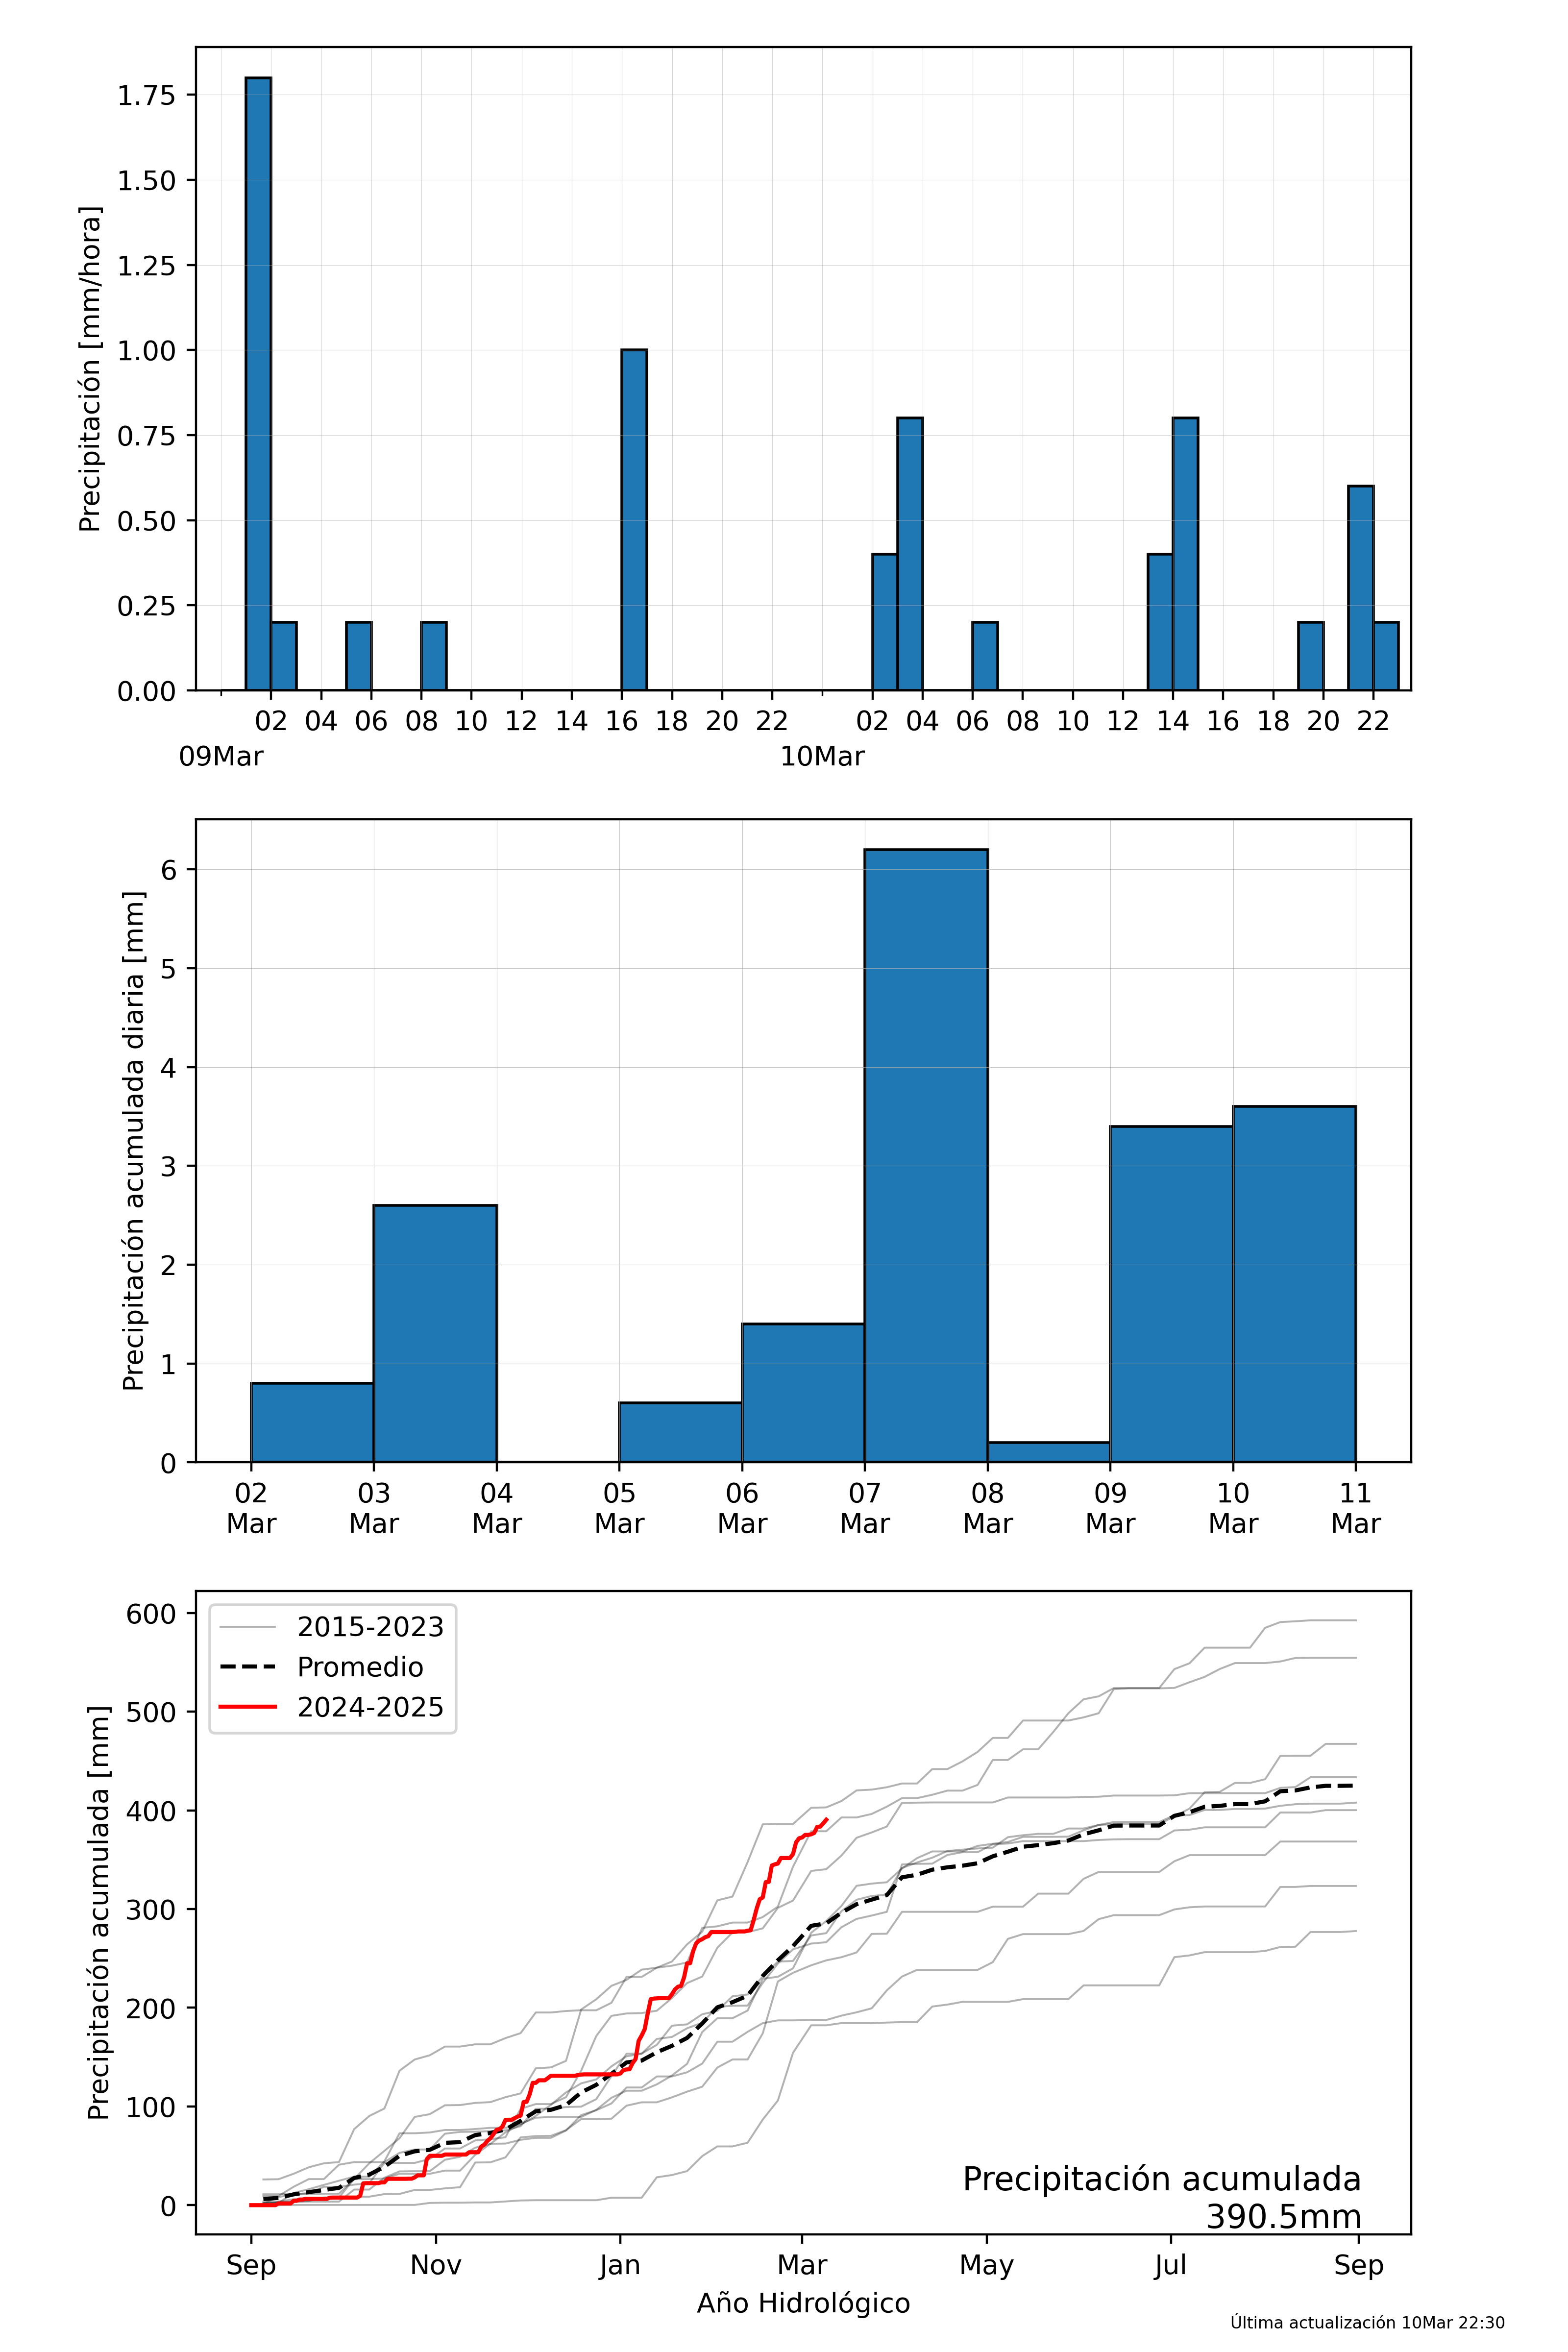 Precipitación [mm/hora]
1.75
1.50
1.25
1.00
0.75
0.50
0.25
0.00
02 04 06 08 10 12 14 16 18 20 22 02 04 06 08 10 12 14 16 18 20 22
09Mar 10Mar
Precipitación acumulada diaria [mm]
6
5
4
3
2
1
0
02 03 04 05 06 07 08 09 10 11
Mar Mar Mar Mar Mar Mar Mar Mar Mar Mar
Precipitación acumulada [mm]
600
500
400
300
200
100
0
2015-2023
Promedio
2024-2025
Precipitación acumulada
390.5mm
Sep Nov Jan Mar May Jul Sep
Año Hidrológico
Última actualización 10Mar 22:30